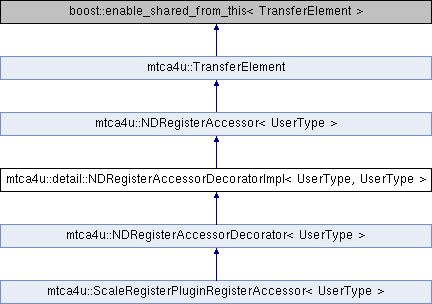 boost::enable_shared_from_this< TransferElement >
mtca4u::TransferElement
mtca4u::NDRegisterAccessor< UserType >
mtca4u::detail::NDRegisterAccessorDecoratorImpl< UserType, UserType >
mtca4u::NDRegisterAccessorDecorator< UserType >
mtca4u::ScaleRegisterPluginRegisterAccessor< UserType >